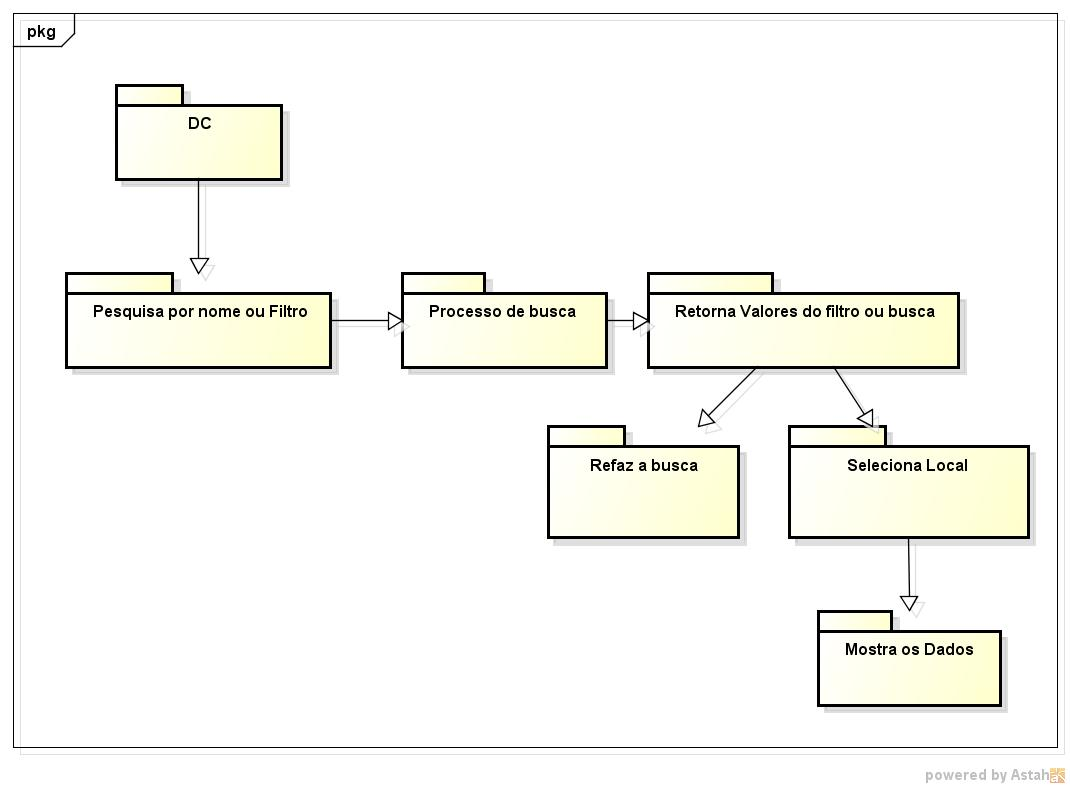 pkg
DC
Pesquisa por nome ou Filtro
Processo de busca
Retorna Valores do filtro ou busca
Refaz a busca
Seleciona Local
Mostra os Dados
powered by Astah